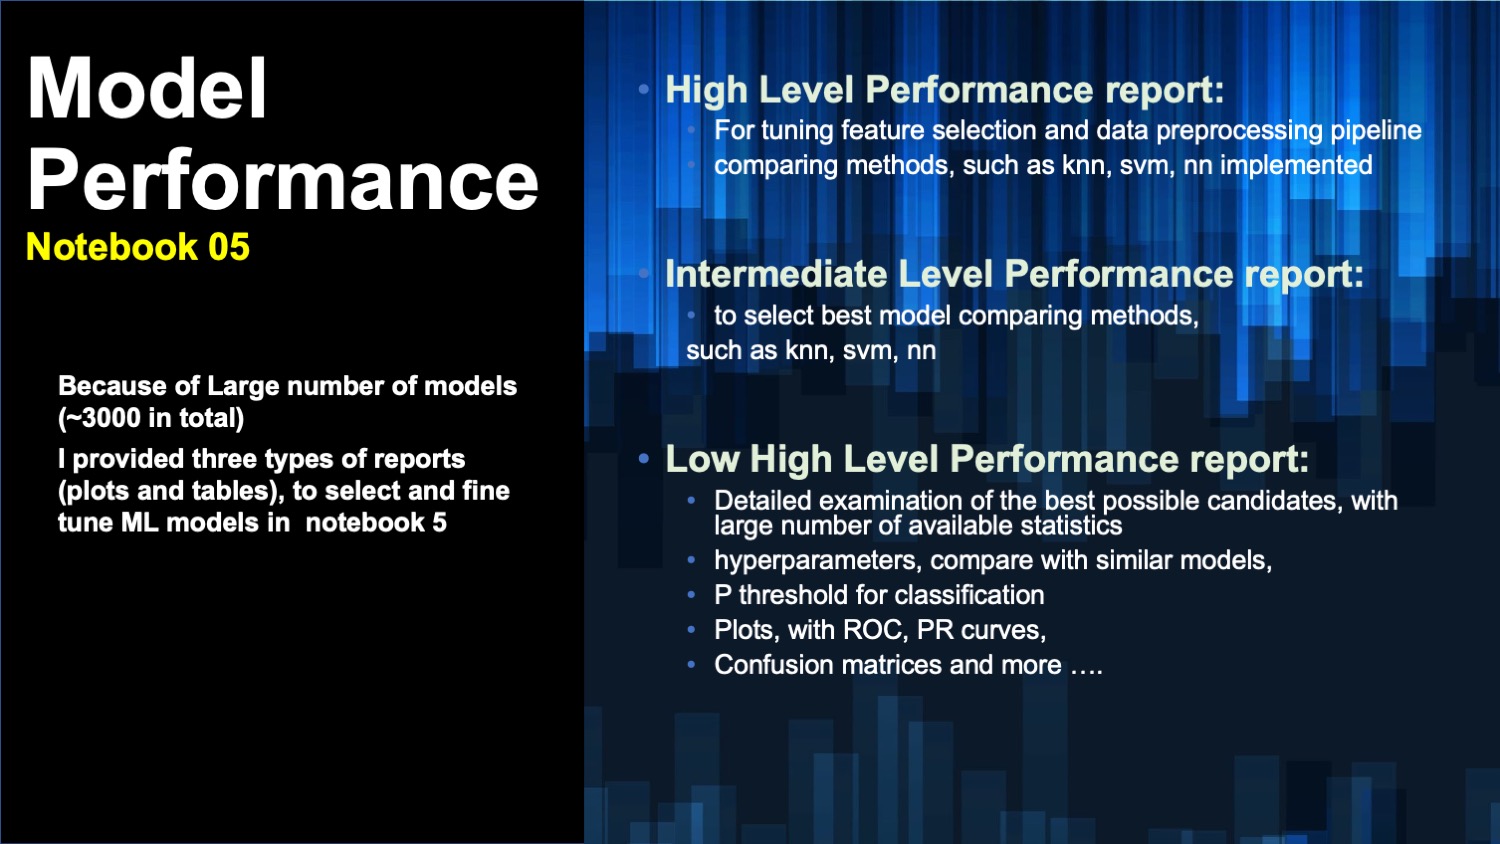 Model
Performance
Notebook 05
Because of Large number of models
(~3000 in total)
I provided three types of reports
(plots and tables), to select and fine
tune ML models in  notebook 5
• High Level Performance report:
• For tuning feature selection and data preprocessing pipeline
• comparing methods, such as knn, svm, nn implemented
• Intermediate Level Performance report:
• to select best model comparing methods,
such as knn, svm, nn
• Low High Level Performance report:
• Detailed examination of the best possible candidates, with
large number of available statistics
• hyperparameters, compare with similar models,
• P threshold for classification
• Plots, with ROC, PR curves,
• Confusion matrices and more ….